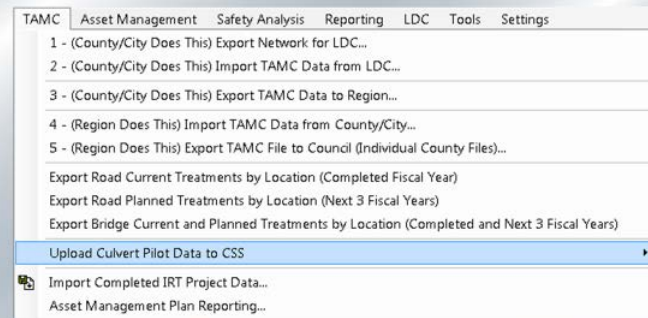 TAMC Asset Management Safety Analysis Reporting LDC Tools Settings
1 - (County/City Does This) Export Network for LDC...
2 - (County/City Does This) Import TAMC Data from LDC...
3 - (County/City Does This) Export TAMC Data to Region...
4 - (Region Does This) Import TAMC Data from County/City...
5 - (Region Does This) Export TAMC File to Council (Individual County Files)...
Export Road Current Treatments by Location (Completed Fiscal Year)
Export Road Planned Treatments by Location (Next 3 Fiscal Years)
Export Bridge Current and Planned Treatments by Location (Completed and Next 3 Fiscal Years)
Upload Culvert Pilot Data to CSS
Import Completed IRT Project Data...
Asset Management Plan Reporting...